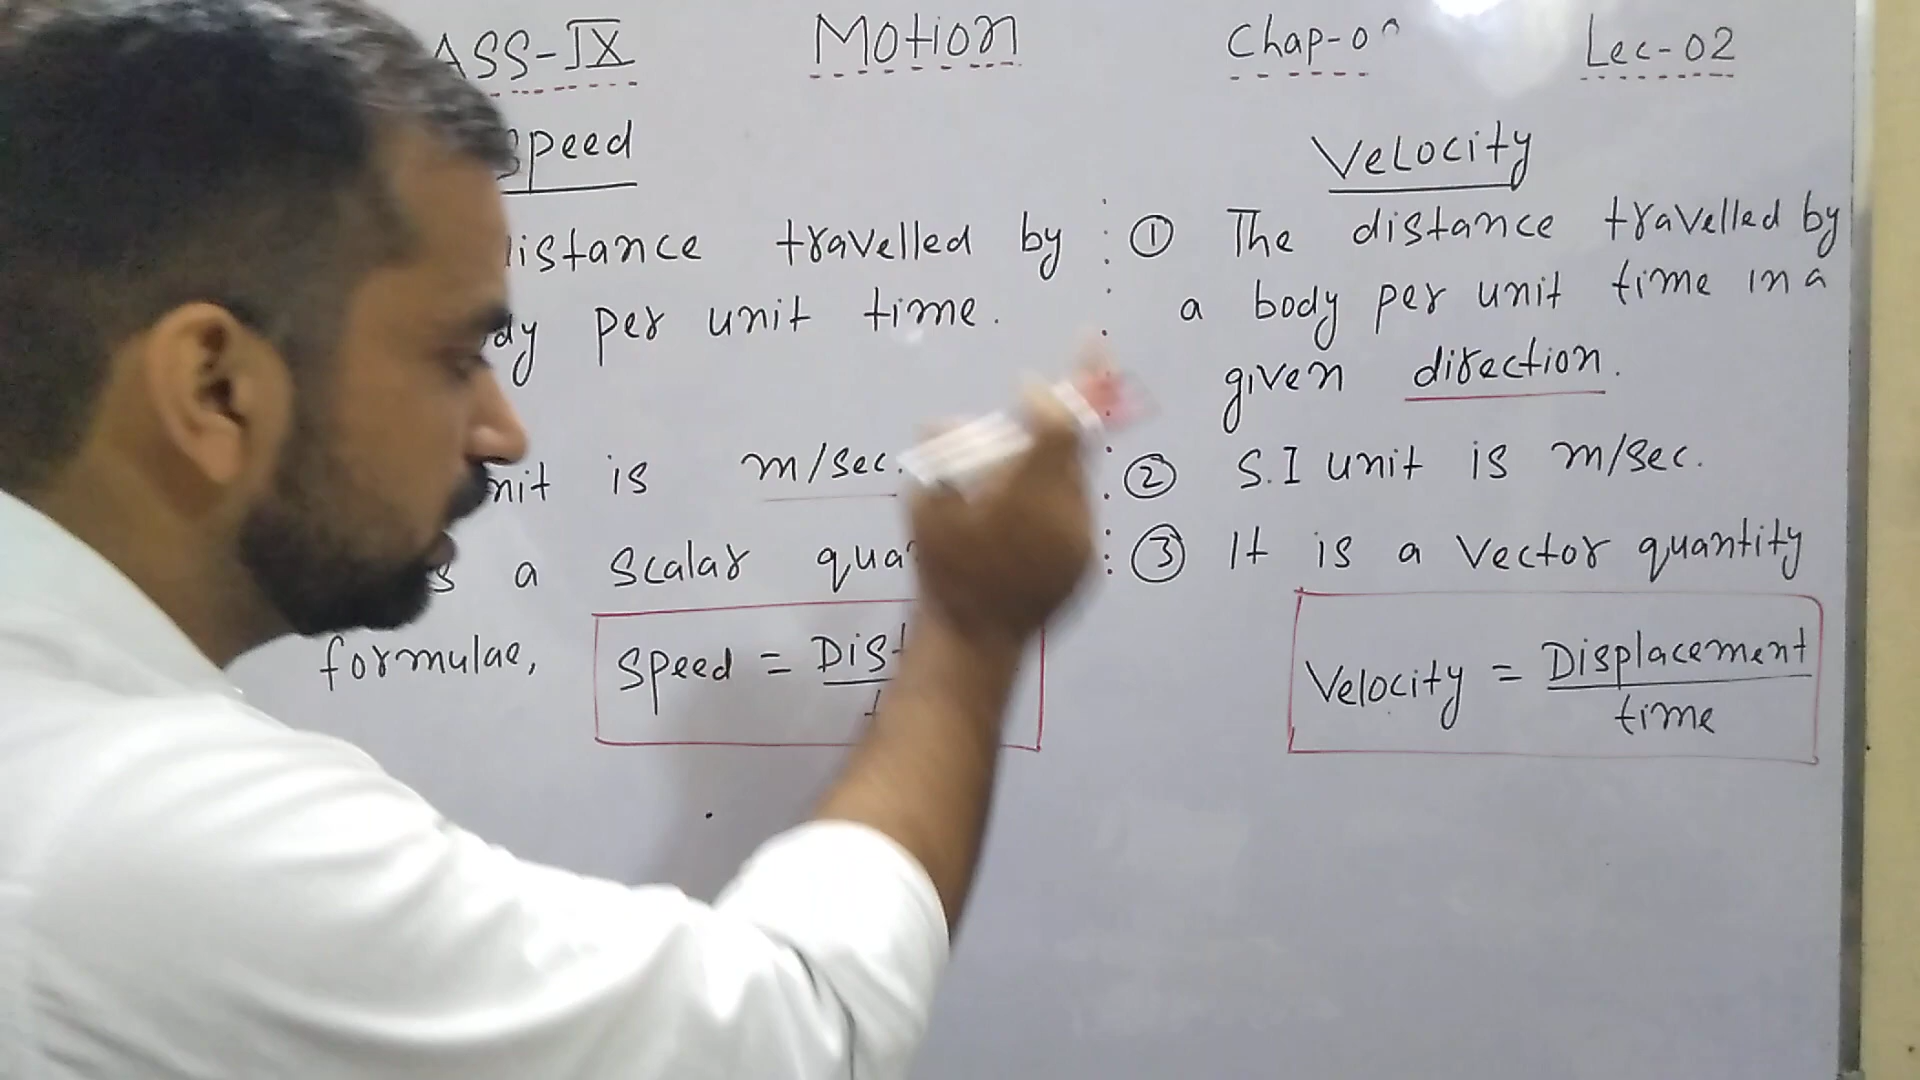 ASS-IX Motion Chap-0 Lec-02
Speed
istance travelled by
dy per unit time.
nit is m/sec.
s a Scalar qua
formulae, Speed = Dist
Velocity
① The distance travelled by
a body per unit time in a
given direction.
② S.I unit is m/sec.
③ It is a Vector quantity
Velocity = Displacement
time